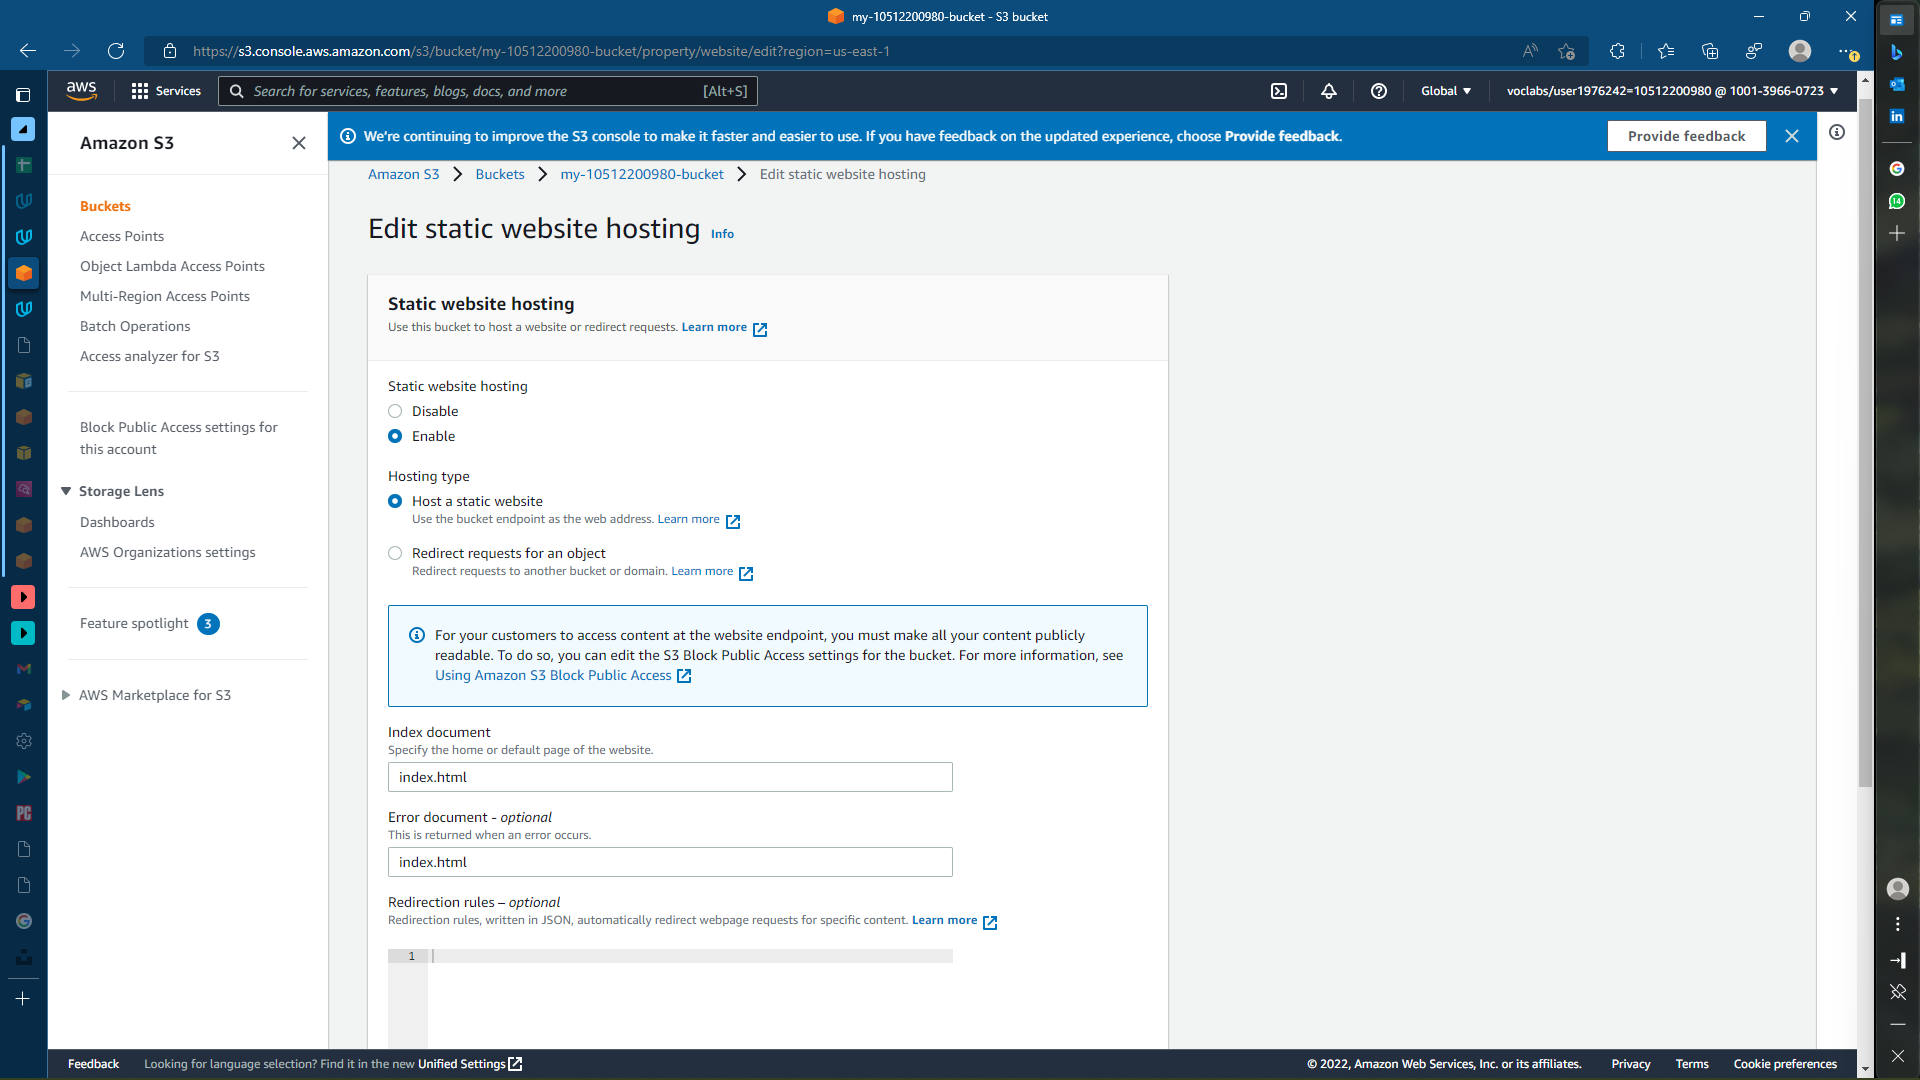 my-10512200980-bucket - S3 bucket
https://s3.console.aws.amazon.com/s3/bucket/my-10512200980-bucket/property/website/edit?region=us-east-1
aws
Services
Search for services, features, blogs, docs, and more
[Alt+S]
Global
voclabs/user1976242=10512200980 @ 1001-3966-0723
Amazon S3
We're continuing to improve the S3 console to make it faster and easier to use. If you have feedback on the updated experience, choose Provide feedback.
Provide feedback
Buckets
Access Points
Object Lambda Access Points
Multi-Region Access Points
Batch Operations
Access analyzer for S3
Block Public Access settings for
this account
Storage Lens
Dashboards
AWS Organizations settings
Feature spotlight 3
AWS Marketplace for S3
Amazon S3 > Buckets > my-10512200980-bucket > Edit static website hosting
Edit static website hosting Info
Static website hosting
Use this bucket to host a website or redirect requests. Learn more
Static website hosting
Disable
Enable
Hosting type
Host a static website
Use the bucket endpoint as the web address. Learn more
Redirect requests for an object
Redirect requests to another bucket or domain. Learn more
For your customers to access content at the website endpoint, you must make all your content publicly
readable. To do so, you can edit the S3 Block Public Access settings for the bucket. For more information, see
Using Amazon S3 Block Public Access
Index document
Specify the home or default page of the website.
index.html
Error document - optional
This is returned when an error occurs.
index.html
Redirection rules – optional
Redirection rules, written in JSON, automatically redirect webpage requests for specific content. Learn more
1
PC
in
14
Feedback
Looking for language selection? Find it in the new Unified Settings
© 2022, Amazon Web Services, Inc. or its affiliates.
Privacy
Terms
Cookie preferences